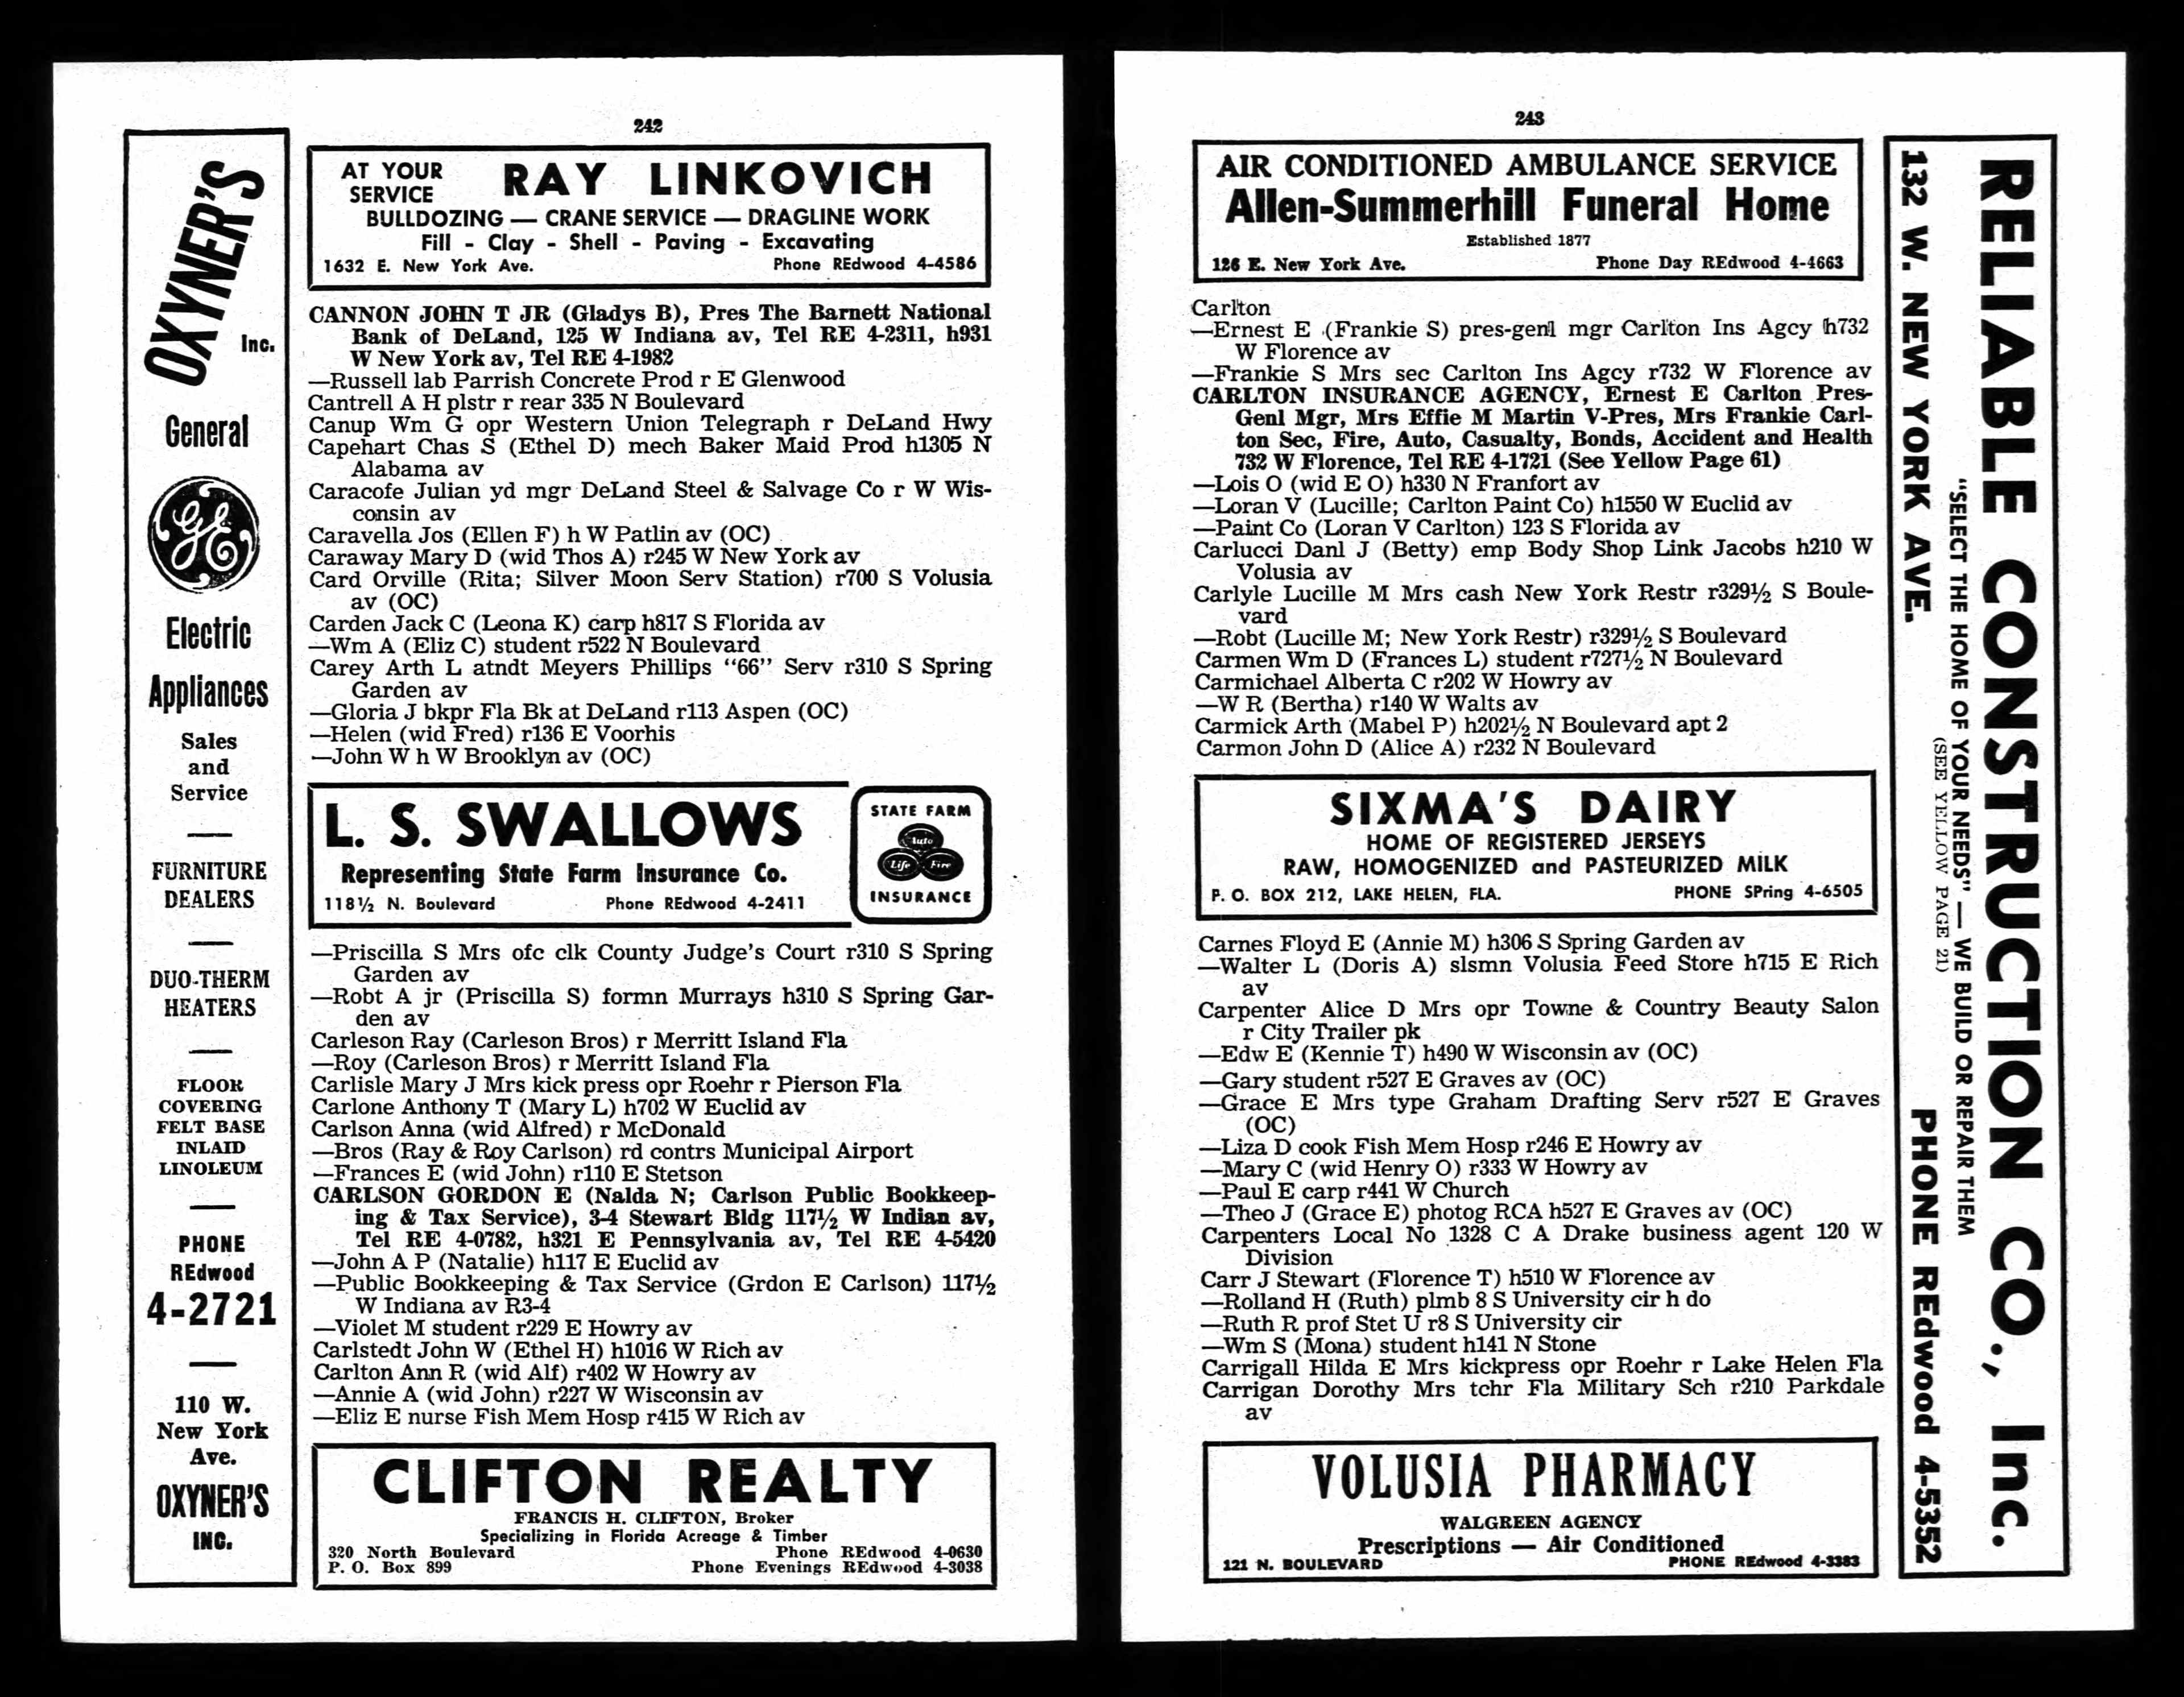 242
OXYNER'S
Inc.
General
GE
Electric
Appliances
Sales
and
Service
FURNITURE
DEALERS
DUO-THERM
HEATERS
FLOOR
COVERING
FELT BASE
INLAID
LINOLEUM
PHONE
REdwood
4-2721
110 W.
New York
Ave.
OXYNER'S
INC.
AT YOUR
SERVICE
RAY LINKOVICH
BULLDOZING — CRANE SERVICE — DRAGLINE WORK
Fill - Clay - Shell - Paving - Excavating
1632 E. New York Ave. Phone REdwood 4-4586
CANNON JOHN T JR (Gladys B), Pres The Barnett National
Bank of DeLand, 125 W Indiana av, Tel RE 4-2311, h931
W New York av, Tel RE 4-1982
—Russell lab Parrish Concrete Prod r E Glenwood
Cantrell A H plstr r rear 335 N Boulevard
Canup Wm G opr Western Union Telegraph r DeLand Hwy
Capehart Chas S (Ethel D) mech Baker Maid Prod h1305 N
Alabama av
Caracofe Julian yd mgr DeLand Steel & Salvage Co r W Wis-
consin av
Caravella Jos (Ellen F) h W Patlin av (OC)
Caraway Mary D (wid Thos A) r245 W New York av
Card Orville (Rita; Silver Moon Serv Station) r700 S Volusia
av (OC)
Carden Jack C (Leona K) carp h817 S Florida av
—Wm A (Eliz C) student r522 N Boulevard
Carey Arth L atndt Meyers Phillips “66” Serv r310 S Spring
Garden av
—Gloria J bkpr Fla Bk at DeLand r113 Aspen (OC)
—Helen (wid Fred) r136 E Voorhis
—John W h W Brooklyn av (OC)
L. S. SWALLOWS
Representing State Farm Insurance Co.
118½ N. Boulevard Phone REdwood 4-2411
STATE FARM
Auto
Life Fire
INSURANCE
—Priscilla S Mrs ofc clk County Judge's Court r310 S Spring
Garden av
—Robt A jr (Priscilla S) formn Murrays h310 S Spring Gar-
den av
Carleson Ray (Carleson Bros) r Merritt Island Fla
—Roy (Carleson Bros) r Merritt Island Fla
Carlisle Mary J Mrs kick press opr Roehr r Pierson Fla
Carlone Anthony T (Mary L) h702 W Euclid av
Carlson Anna (wid Alfred) r McDonald
—Bros (Ray & Roy Carlson) rd contrs Municipal Airport
—Frances E (wid John) r110 E Stetson
CARLSON GORDON E (Nalda N; Carlson Public Bookkeep-
ing & Tax Service), 3-4 Stewart Bldg 117½ W Indian av,
Tel RE 4-0782, h321 E Pennsylvania av, Tel RE 4-5420
—John A P (Natalie) h117 E Euclid av
—Public Bookkeeping & Tax Service (Grdon E Carlson) 117½
W Indiana av R3-4
—Violet M student r229 E Howry av
Carlstedt John W (Ethel H) h1016 W Rich av
Carlton Ann R (wid Alf) r402 W Howry av
—Annie A (wid John) r227 W Wisconsin av
—Eliz E nurse Fish Mem Hosp r415 W Rich av
CLIFTON REALTY
FRANCIS H. CLIFTON, Broker
Specializing in Florida Acreage & Timber
320 North Boulevard Phone REdwood 4-0630
P. O. Box 899 Phone Evenings REdwood 4-3038
243
AIR CONDITIONED AMBULANCE SERVICE
Allen-Summerhill Funeral Home
Established 1877
126 E. New York Ave. Phone Day REdwood 4-4663
Carlton
—Ernest E (Frankie S) pres-genl mgr Carlton Ins Agcy h732
W Florence av
—Frankie S Mrs sec Carlton Ins Agcy r732 W Florence av
CARLTON INSURANCE AGENCY, Ernest E Carlton Pres-
Genl Mgr, Mrs Effie M Martin V-Pres, Mrs Frankie Carl-
ton Sec, Fire, Auto, Casualty, Bonds, Accident and Health
732 W Florence, Tel RE 4-1721 (See Yellow Page 61)
—Lois O (wid E O) h330 N Franfort av
—Loran V (Lucille; Carlton Paint Co) h1550 W Euclid av
—Paint Co (Loran V Carlton) 123 S Florida av
Carlucci Danl J (Betty) emp Body Shop Link Jacobs h210 W
Volusia av
Carlyle Lucille M Mrs cash New York Restr r329½ S Boule-
vard
—Robt (Lucille M; New York Restr) r329½ S Boulevard
Carmen Wm D (Frances L) student r727½ N Boulevard
Carmichael Alberta C r202 W Howry av
—W R (Bertha) r140 W Walts av
Carmick Arth (Mabel P) h202½ N Boulevard apt 2
Carmon John D (Alice A) r232 N Boulevard
SIXMA'S DAIRY
HOME OF REGISTERED JERSEYS
RAW, HOMOGENIZED and PASTEURIZED MILK
P. O. BOX 212, LAKE HELEN, FLA. PHONE SPring 4-6505
Carnes Floyd E (Annie M) h306 S Spring Garden av
—Walter L (Doris A) slsmn Volusia Feed Store h715 E Rich
av
Carpenter Alice D Mrs opr Towne & Country Beauty Salon
r City Trailer pk
—Edw E (Kennie T) h490 W Wisconsin av (OC)
—Gary student r527 E Graves av (OC)
—Grace E Mrs type Graham Drafting Serv r527 E Graves
(OC)
—Liza D cook Fish Mem Hosp r246 E Howry av
—Mary C (wid Henry O) r333 W Howry av
—Paul E carp r441 W Church
—Theo J (Grace E) photog RCA h527 E Graves av (OC)
Carpenters Local No 1328 C A Drake business agent 120 W
Division
Carr J Stewart (Florence T) h510 W Florence av
—Rolland H (Ruth) plmb 8 S University cir h do
—Ruth R prof Stet U r8 S University cir
—Wm S (Mona) student h141 N Stone
Carrigall Hilda E Mrs kickpress opr Roehr r Lake Helen Fla
Carrigan Dorothy Mrs tchr Fla Military Sch r210 Parkdale
av
VOLUSIA PHARMACY
WALGREEN AGENCY
Prescriptions — Air Conditioned
121 N. BOULEVARD PHONE REdwood 4-3383
RELIABLE CONSTRUCTION CO., Inc.
"SELECT THE HOME OF YOUR NEEDS" — WE BUILD OR REPAIR THEM
(SEE YELLOW PAGE 21)
132 W. NEW YORK AVE. PHONE REdwood 4-5352